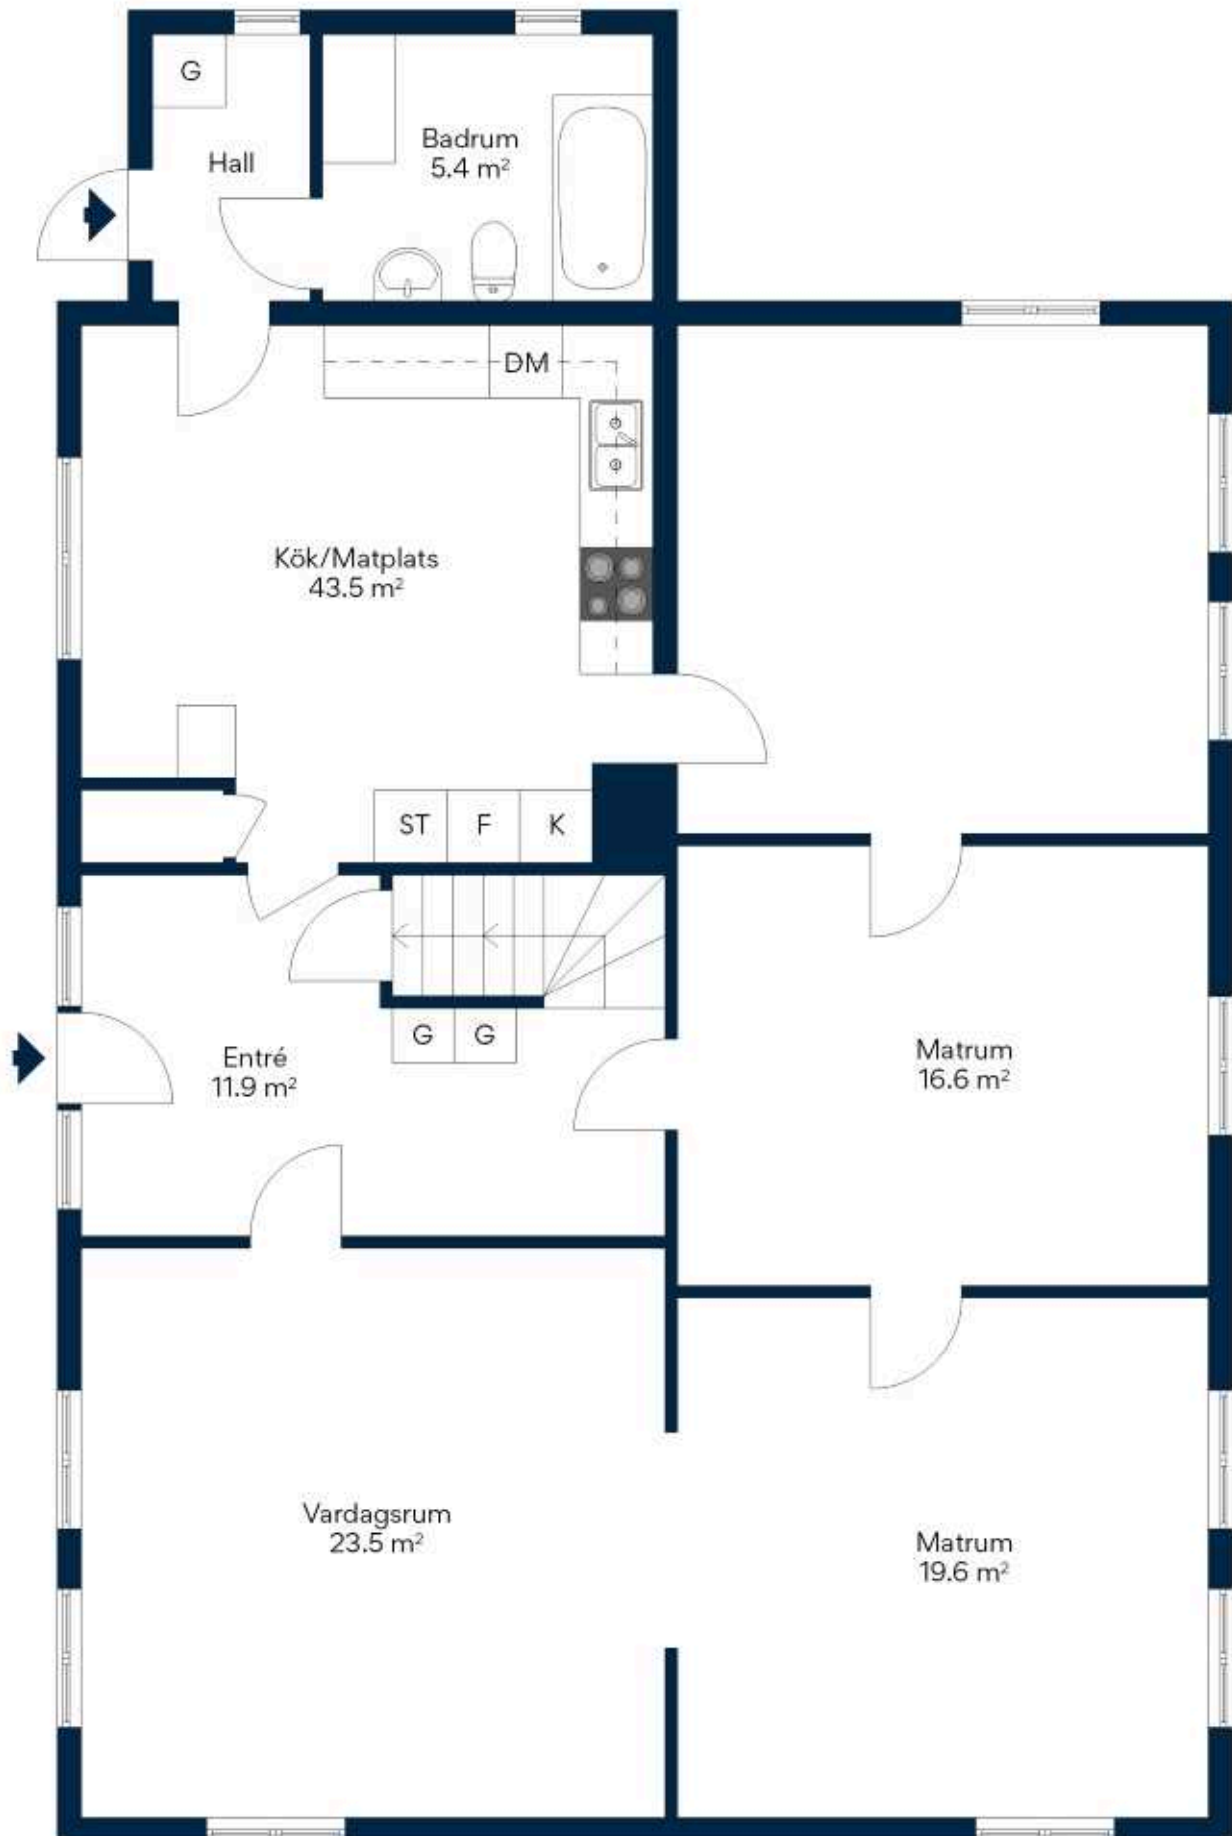 G
Hall
Badrum
5.4 m²
DM
Kök/Matplats
43.5 m²
ST
F
K
G
G
Entré
11.9 m²
Matrum
16.6 m²
Vardagsrum
23.5 m²
Matrum
19.6 m²